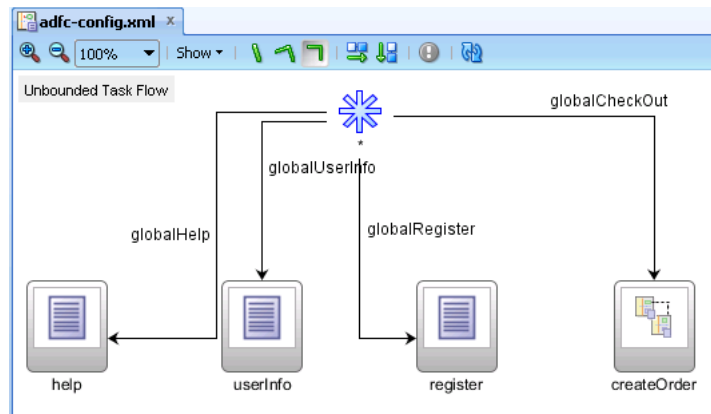 adfc-config.xml x
100% Show
Unbounded Task Flow
globalCheckOut
*
globalUserInfo
globalHelp
globalRegister
help
userInfo
register
createOrder